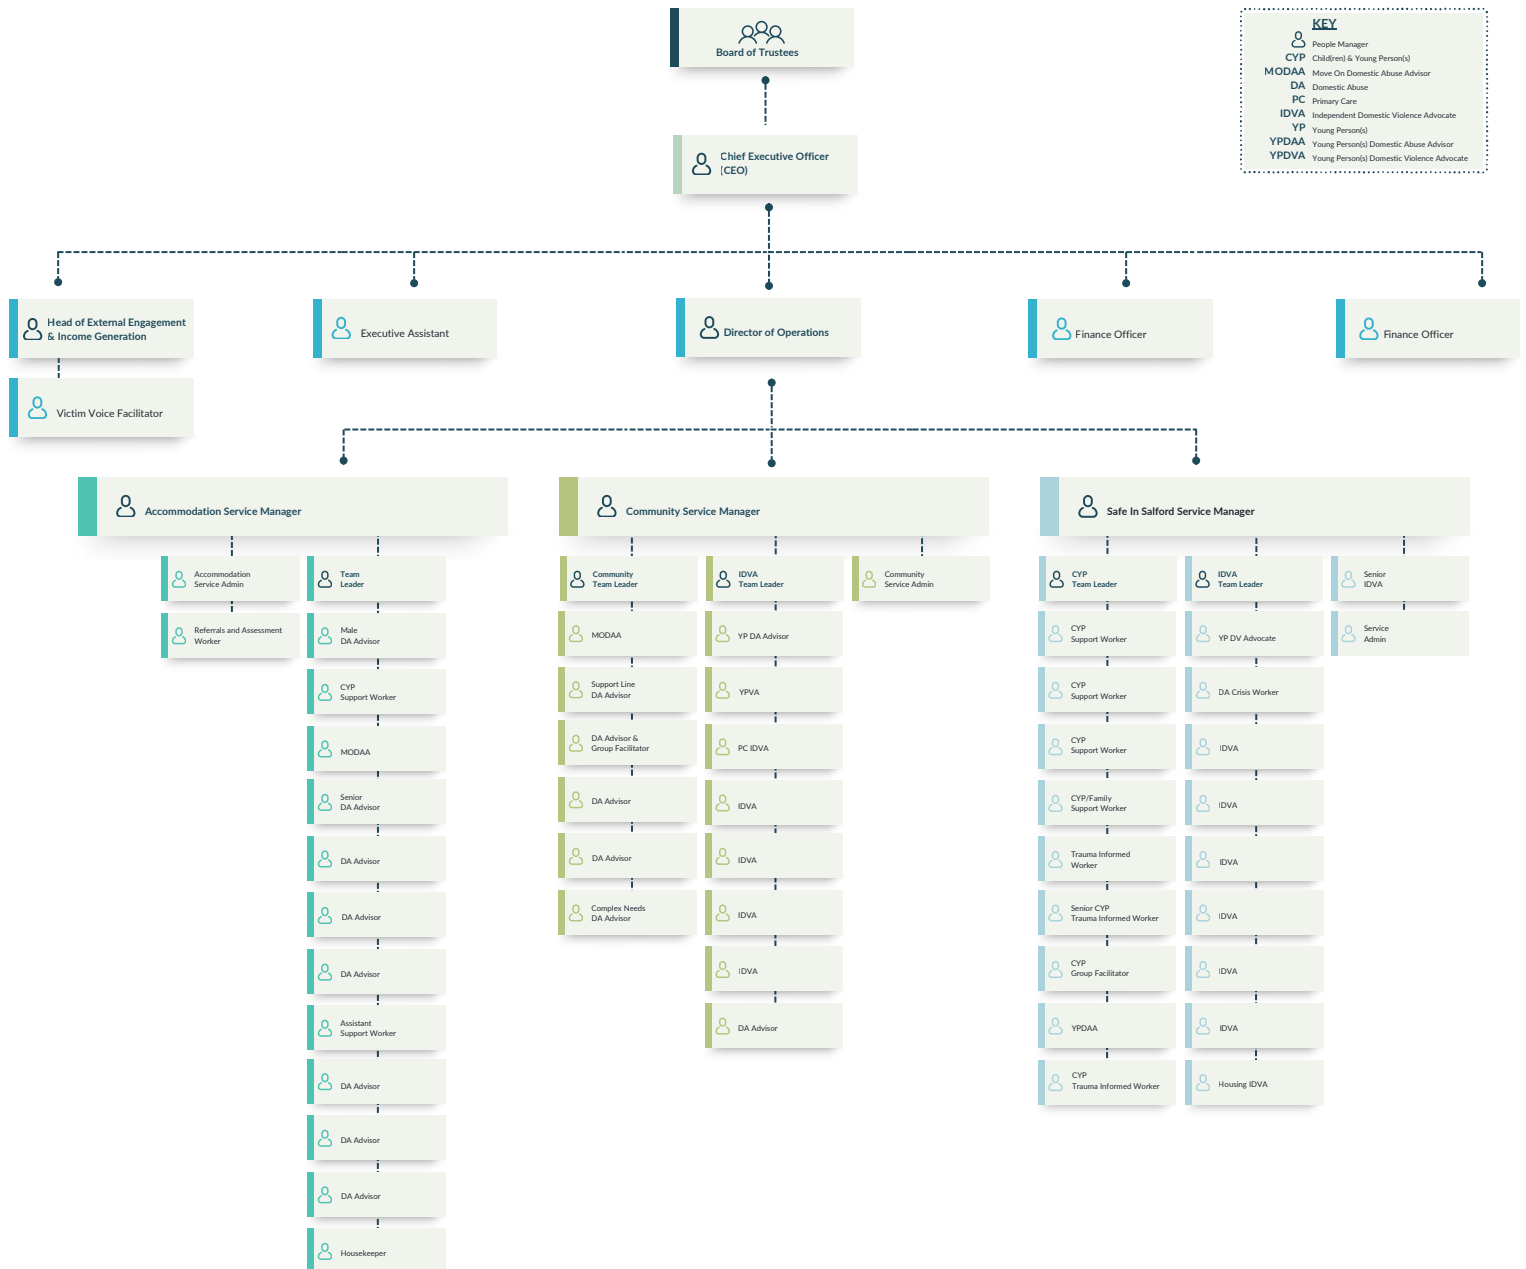 Board of Trustees
KEY
People Manager
CYP Child(ren) & Young Person(s)
MODAA Move On Domestic Abuse Advisor
DA Domestic Abuse
PC Primary Care
IDVA Independent Domestic Violence Advocate
YP Young Person(s)
YPDAA Young Person(s) Domestic Abuse Advisor
YPDVA Young Person(s) Domestic Violence Advocate
Chief Executive Officer
(CEO)
Head of External Engagement
& Income Generation
Executive Assistant
Director of Operations
Finance Officer
Finance Officer
Victim Voice Facilitator
Accommodation Service Manager
Accommodation
Service Admin
Referrals and Assessment
Worker
Team
Leader
Male
DA Advisor
CYP
Support Worker
MODAA
Senior
DA Advisor
DA Advisor
DA Advisor
DA Advisor
Assistant
Support Worker
DA Advisor
DA Advisor
DA Advisor
Housekeeper
Community Service Manager
Community
Team Leader
MODAA
Support Line
DA Advisor
DA Advisor &
Group Facilitator
DA Advisor
DA Advisor
Complex Needs
DA Advisor
IDVA
Team Leader
YP DA Advisor
YPVA
PC IDVA
IDVA
IDVA
IDVA
IDVA
DA Advisor
Community
Service Admin
Safe In Salford Service Manager
CYP
Team Leader
CYP
Support Worker
CYP
Support Worker
CYP
Support Worker
CYP/Family
Support Worker
Trauma Informed
Worker
Senior CYP
Trauma Informed Worker
CYP
Group Facilitator
YPDAA
CYP
Trauma Informed Worker
IDVA
Team Leader
YP DV Advocate
DA Crisis Worker
IDVA
IDVA
IDVA
IDVA
IDVA
IDVA
Housing IDVA
Senior
IDVA
Service
Admin